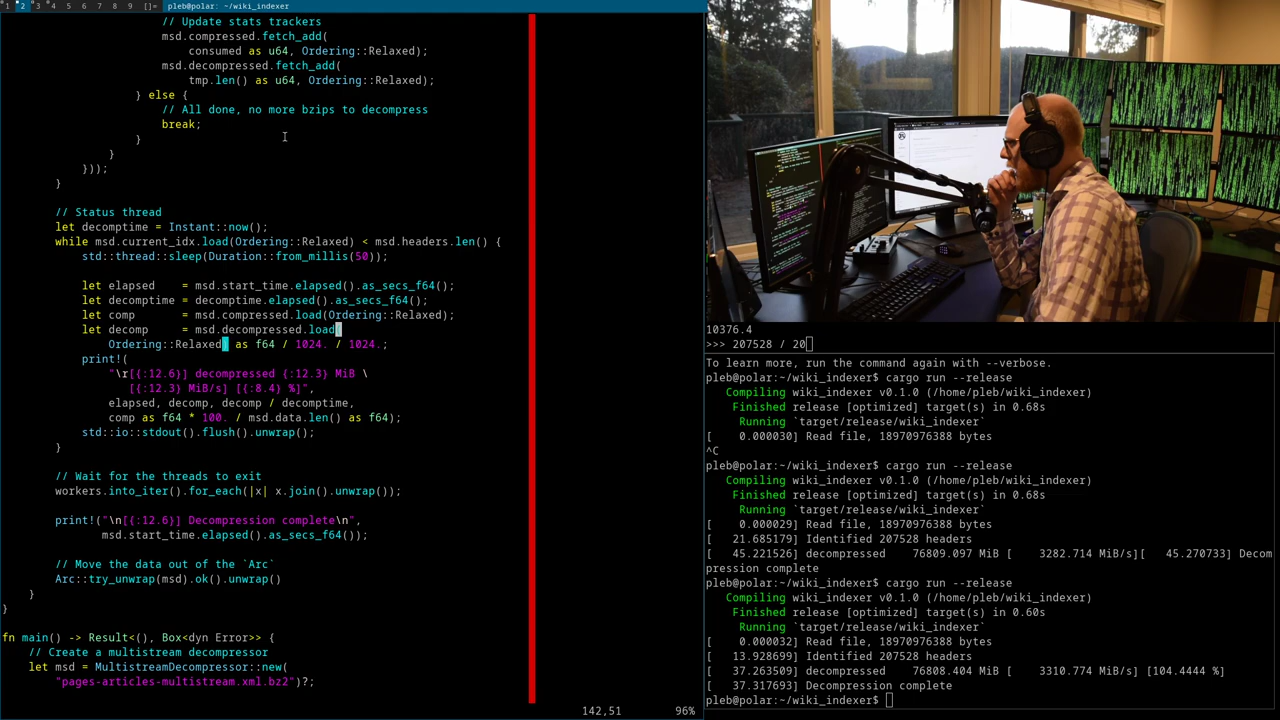 1 2 3 4 5 6 7 8 9 []= pleb@polar: ~/wiki_indexer
// Update stats trackers
msd.compressed.fetch_add(
consumed as u64, Ordering::Relaxed);
msd.decompressed.fetch_add(
tmp.len() as u64, Ordering::Relaxed);
} else {
// All done, no more bzips to decompress
break;
}
}
}));
}
// Status thread
let decomptime = Instant::now();
while msd.current_idx.load(Ordering::Relaxed) < msd.headers.len() {
std::thread::sleep(Duration::from_millis(50));
let elapsed    = msd.start_time.elapsed().as_secs_f64();
let decomptime = decomptime.elapsed().as_secs_f64();
let comp       = msd.compressed.load(Ordering::Relaxed);
let decomp     = msd.decompressed.load(
Ordering::Relaxed) as f64 / 1024. / 1024.;
print!(
"\r[{:12.6}] decompressed {:12.3} MiB \
[{:12.3} MiB/s] [{:8.4} %]",
elapsed, decomp, decomp / decomptime,
comp as f64 * 100. / msd.data.len() as f64);
std::io::stdout().flush().unwrap();
}
// Wait for the threads to exit
workers.into_iter().for_each(|x| x.join().unwrap());
print!("\n[{:12.6}] Decompression complete\n",
msd.start_time.elapsed().as_secs_f64());
// Move the data out of the `Arc`
Arc::try_unwrap(msd).ok().unwrap()
}
}
fn main() -> Result<(), Box<dyn Error>> {
// Create a multistream decompressor
let msd = MultistreamDecompressor::new(
"pages-articles-multistream.xml.bz2")?;
142,51 96%
10376.4
>>> 207528 / 20
To learn more, run the command again with --verbose.
pleb@polar:~/wiki_indexer$ cargo run --release
Compiling wiki_indexer v0.1.0 (/home/pleb/wiki_indexer)
Finished release [optimized] target(s) in 0.68s
Running `target/release/wiki_indexer`
[    0.000030] Read file, 18970976388 bytes
^C
pleb@polar:~/wiki_indexer$ cargo run --release
Compiling wiki_indexer v0.1.0 (/home/pleb/wiki_indexer)
Finished release [optimized] target(s) in 0.68s
Running `target/release/wiki_indexer`
[    0.000029] Read file, 18970976388 bytes
[   21.685179] Identified 207528 headers
[   45.221526] decompressed    76809.097 MiB [    3282.714 MiB/s][   45.270733] Decom
pression complete
pleb@polar:~/wiki_indexer$ cargo run --release
Compiling wiki_indexer v0.1.0 (/home/pleb/wiki_indexer)
Finished release [optimized] target(s) in 0.60s
Running `target/release/wiki_indexer`
[    0.000032] Read file, 18970976388 bytes
[   13.928699] Identified 207528 headers
[   37.263509] decompressed    76808.404 MiB [    3310.774 MiB/s] [104.4444 %]
[   37.317693] Decompression complete
pleb@polar:~/wiki_indexer$